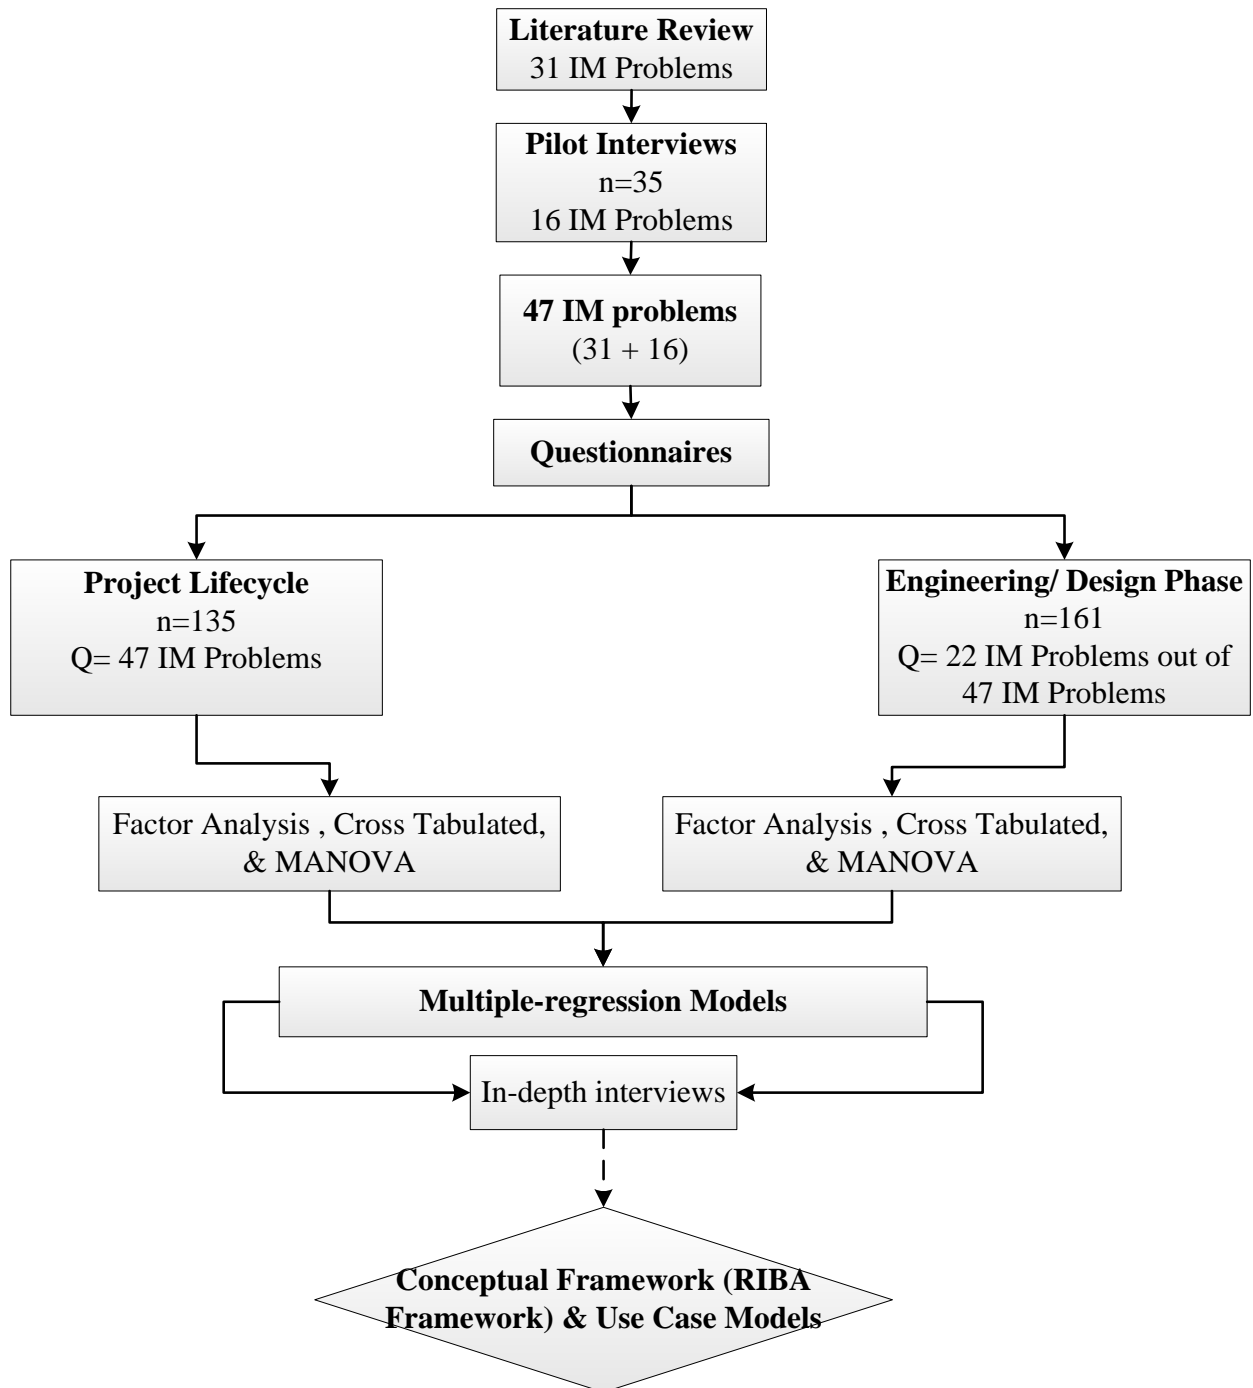 Literature Review
31 IM Problems
Pilot Interviews
n=35
16 IM Problems
47 IM problems
(31 + 16)
Questionnaires
Project Lifecycle
n=135
Q= 47 IM Problems
Engineering/ Design Phase
n=161
Q= 22 IM Problems out of
47 IM Problems
Factor Analysis , Cross Tabulated,
& MANOVA
Factor Analysis , Cross Tabulated,
& MANOVA
Multiple-regression Models
In-depth interviews
Conceptual Framework (RIBA
Framework) & Use Case Models